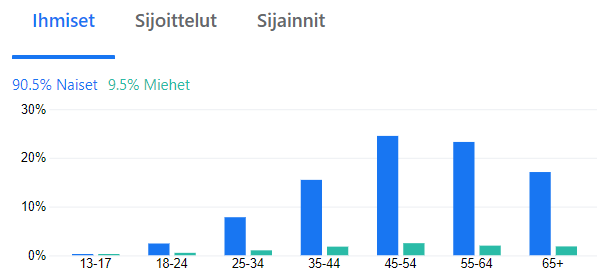 Ihmiset Sijoittelut Sijainnit
90.5% Naiset 9.5% Miehet
30%
20%
10%
0%
13-17 18-24 25-34 35-44 45-54 55-64 65+